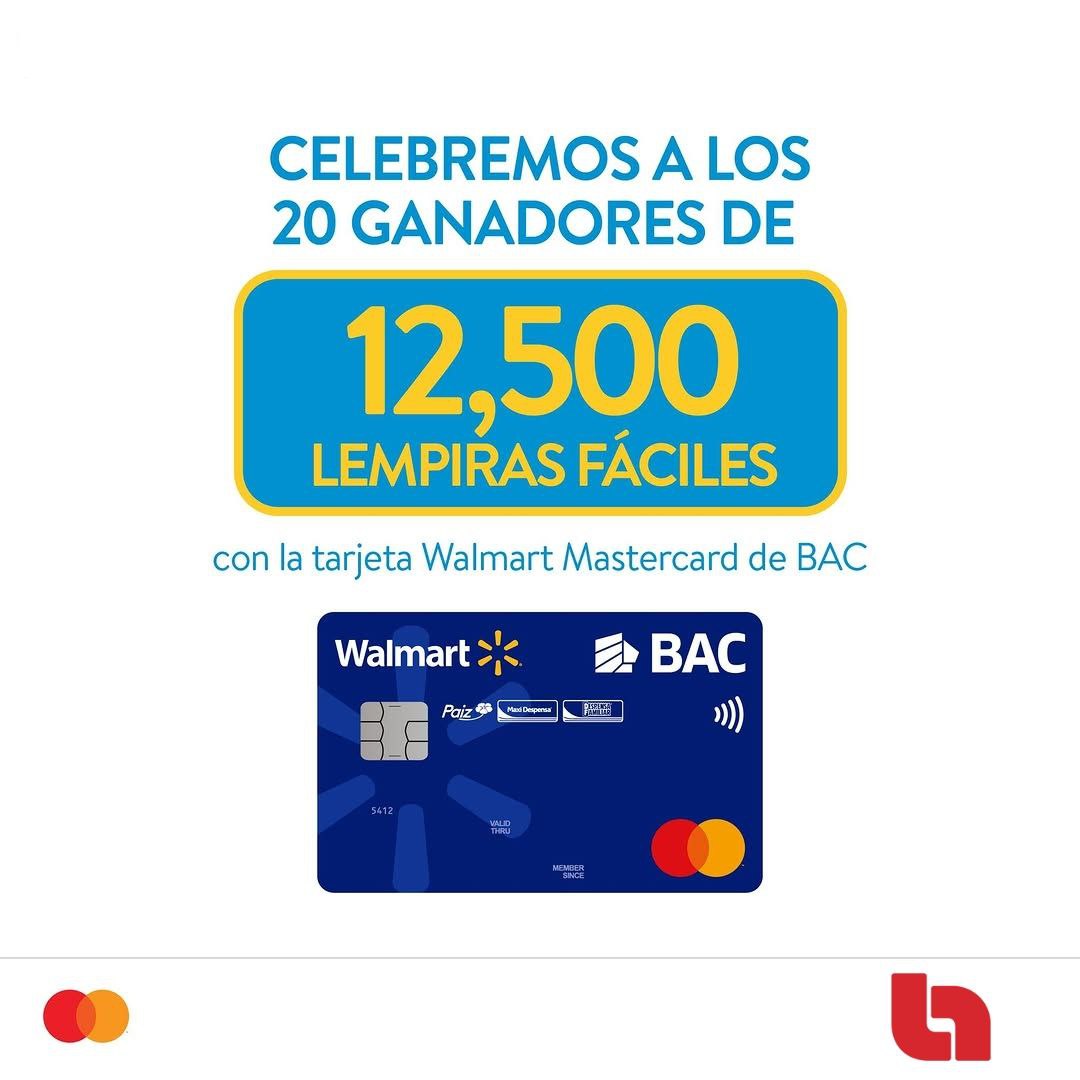 CELEBREMOS A LOS
20 GANADORES DE
12,500
LEMPIRAS FÁCILES
con la tarjeta Walmart Mastercard de BAC
Walmart BAC
Paiz Maxi Despensa DESPENSA FAMILIAR
5412
VALID
THRU
MEMBER
SINCE